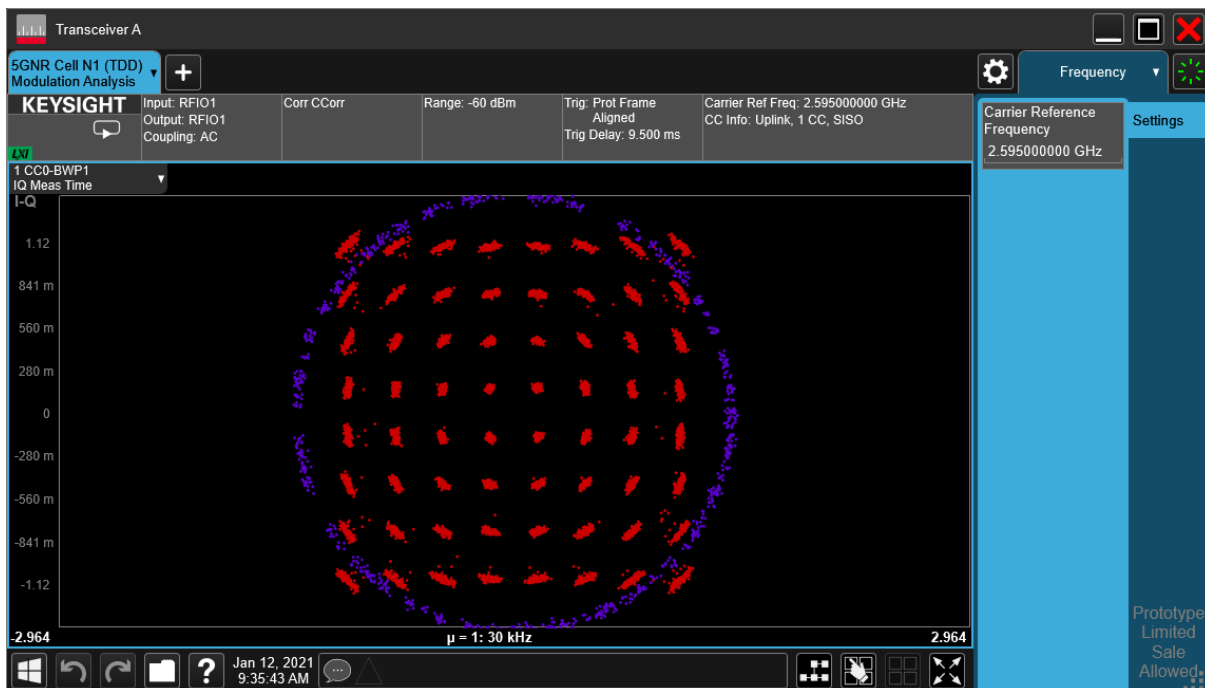 Transceiver A
5GNR Cell N1 (TDD)
Modulation Analysis
Frequency
KEYSIGHT
LXI
Input: RFIO1
Output: RFIO1
Coupling: AC
Corr CCorr
Range: -60 dBm
Trig: Prot Frame
Aligned
Trig Delay: 9.500 ms
Carrier Ref Freq: 2.595000000 GHz
CC Info: Uplink, 1 CC, SISO
Carrier Reference
Frequency
2.595000000 GHz
Settings
1 CC0-BWP1
IQ Meas Time
I-Q
1.12
841 m
560 m
280 m
0
-280 m
-560 m
-841 m
-1.12
-2.964
μ = 1: 30 kHz
2.964
Prototype
Limited
Sale
Allowed
?
Jan 12, 2021
9:35:43 AM